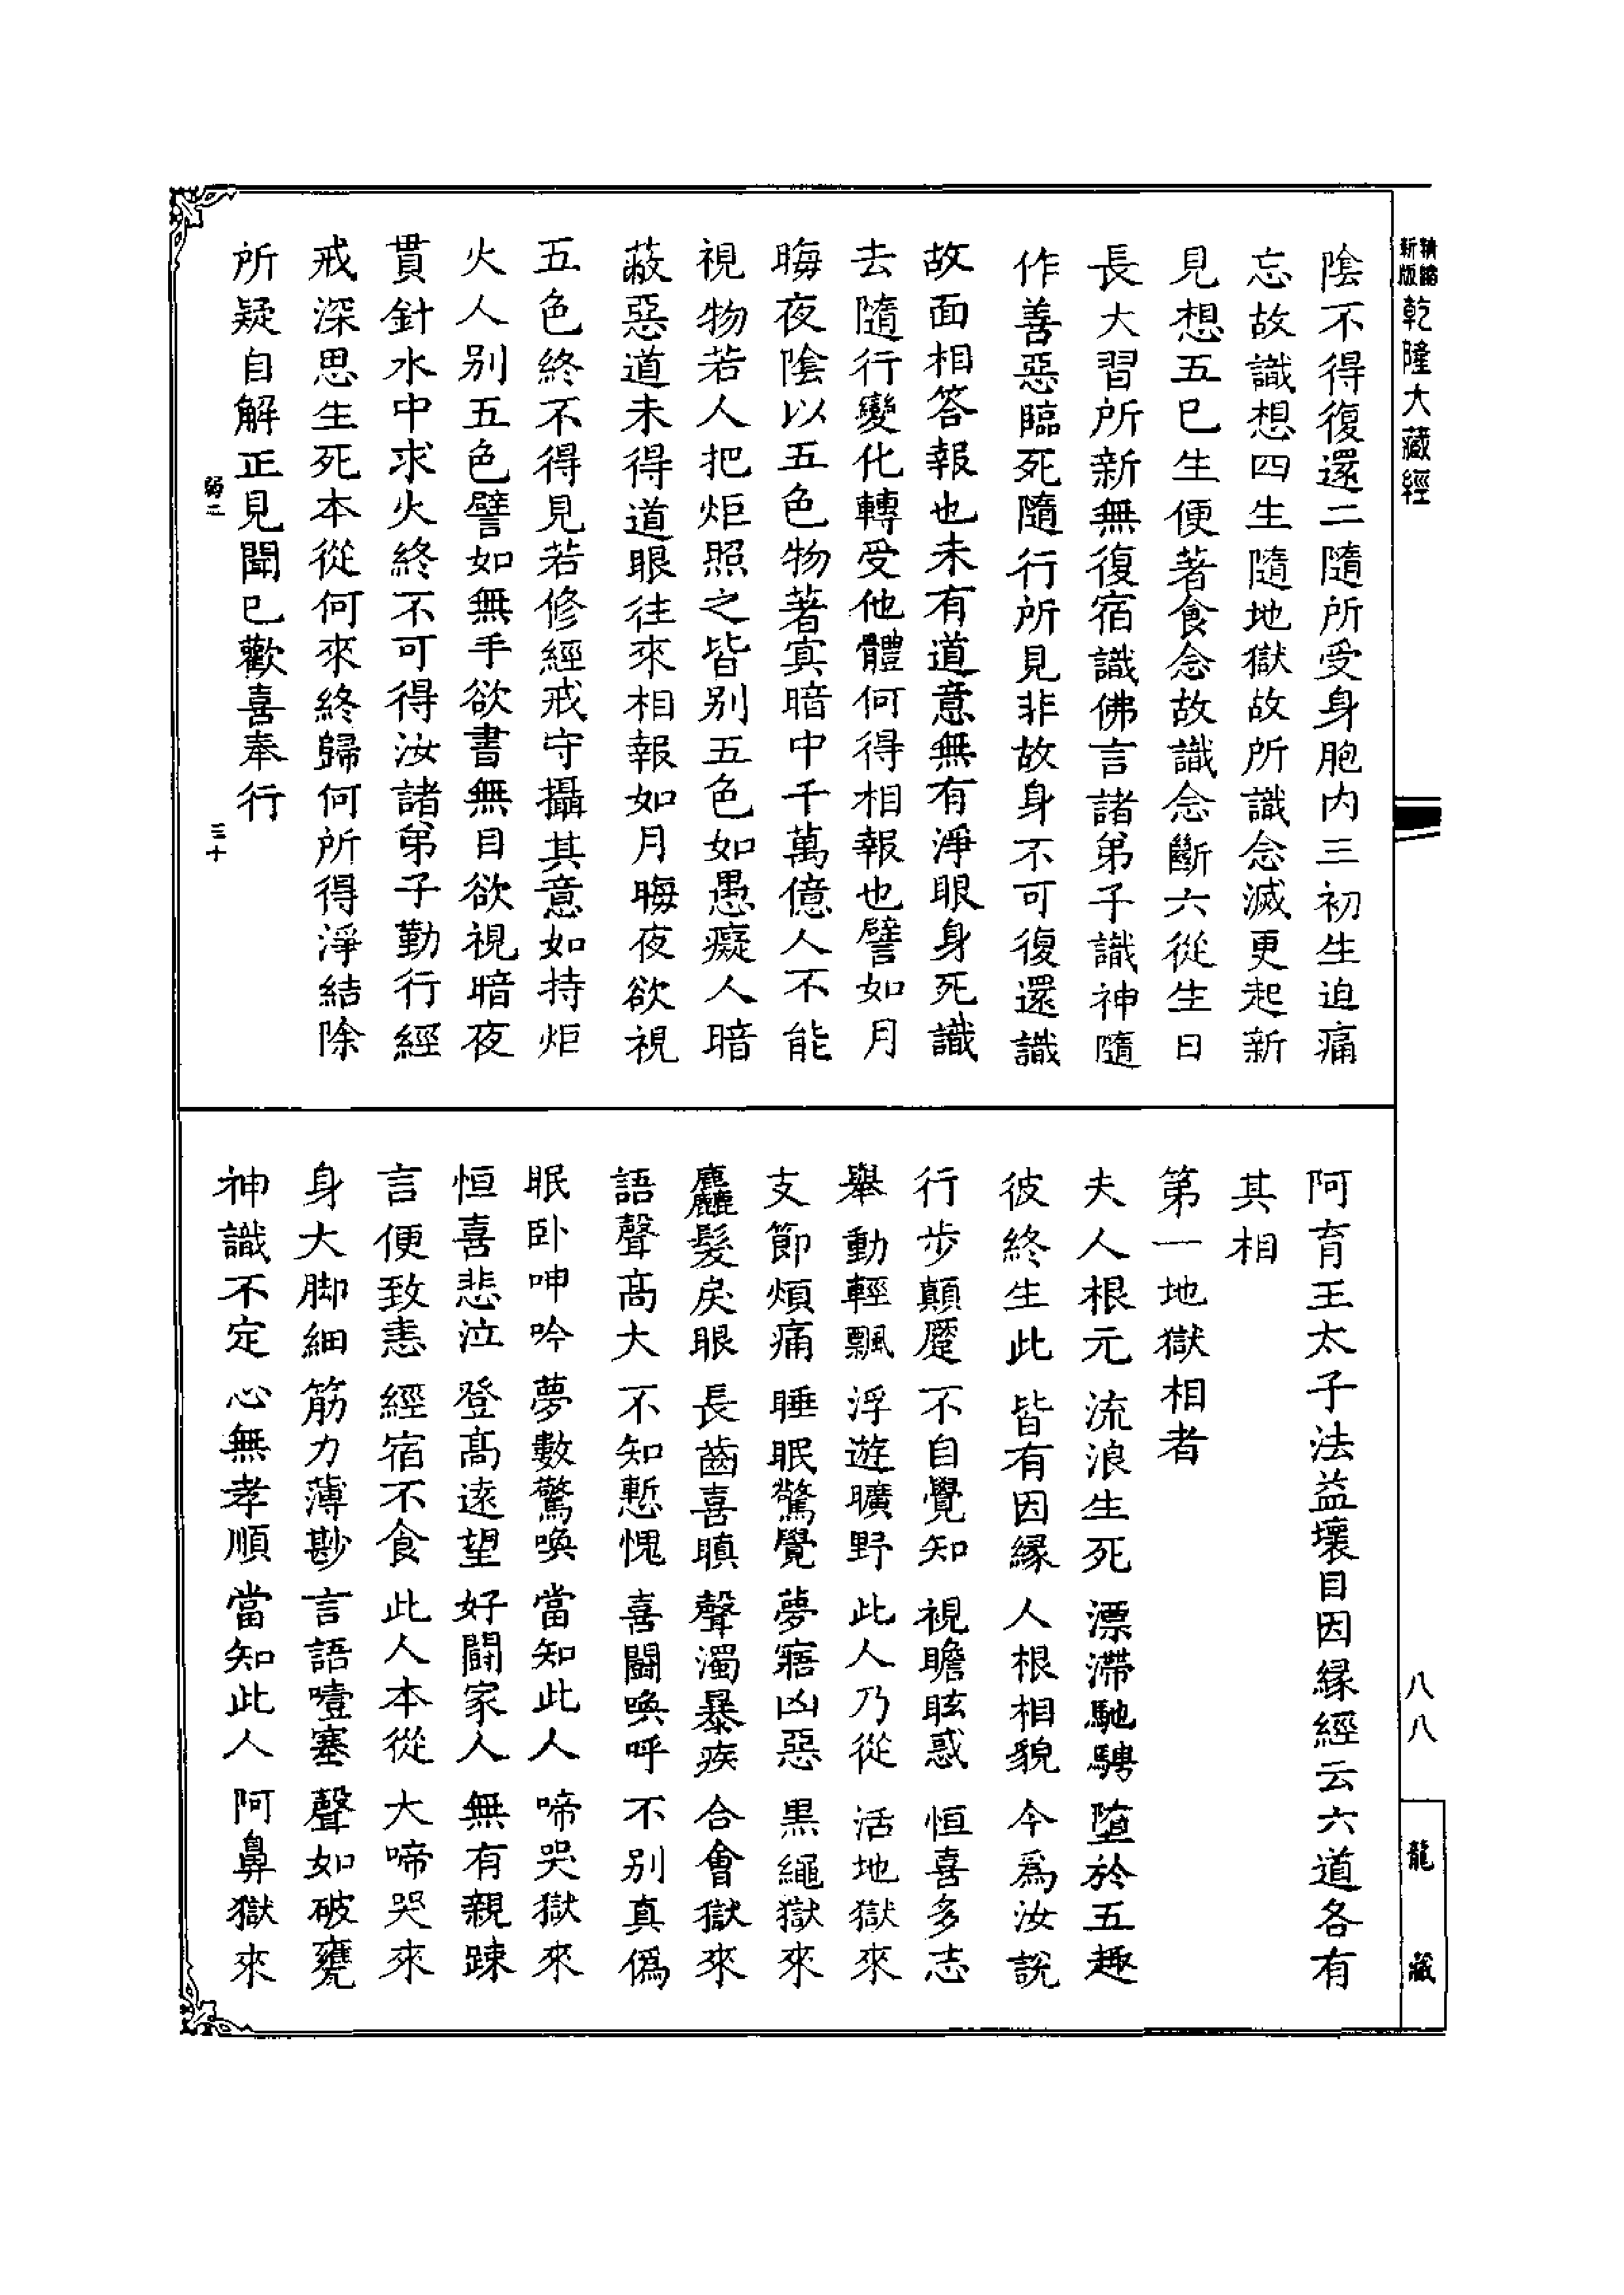 精縮新版乾隆大藏經
陰不得復還二隨所受身胞内三初生迫痛
忘故識想四生隨地獄故所識念滅更起新
見想五巳生便著食念故識念斷六從生日
長大習所新無復宿識佛言諸弟子識神隨
作善惡臨死隨行所見非故身不可復還識
故面相答報也未有道意無有淨眼身死識
去隨行變化轉受他體何得相報也譬如月
晦夜陰以五色物著寘暗中千萬億人不能
視物若人把炬照之皆別五色如愚癡人暗
蔽惡道未得道眼往來相報如月晦夜欲視
五色終不得見若修經戒守攝其意如持炬
火人別五色譬如無手欲書無目欲視暗夜
貫針水中求火終不可得汝諸弟子勤行經
戒深思生死本從何來終歸何所得淨結除
所疑自解正見聞已歡喜奉行
弱二 三十
阿育王太子法益壞目因緣經云六道各有
其相
第一地獄相者
夫人根元 流浪生死 漂滯馳騁 墮於五趣
彼終生此 皆有因緣 人根相貌 今爲汝說
行步顛蹷 不自覺知 視瞻眩惑 恒喜多志
舉動輕飄 浮遊曠野 此人乃從 活地獄來
支節煩痛 睡眠驚覺 夢寤凶惡 黑繩獄來
麤髮戾眼 長齒喜瞋 聲濁暴疾 合會獄來
語聲高大 不知慙愧 喜鬪喚呼 不別真僞
眠卧呻吟 夢數驚喚 當知此人 啼哭獄來
恒喜悲泣 登高遠望 好鬪家人 無有親踈
言便致恚 經宿不食 此人本從 大啼哭來
身大脚細 筋力薄尠 言語噎塞 聲如破甕
神識不定 心無孝順 當知此人 阿鼻獄來
八八
龍藏